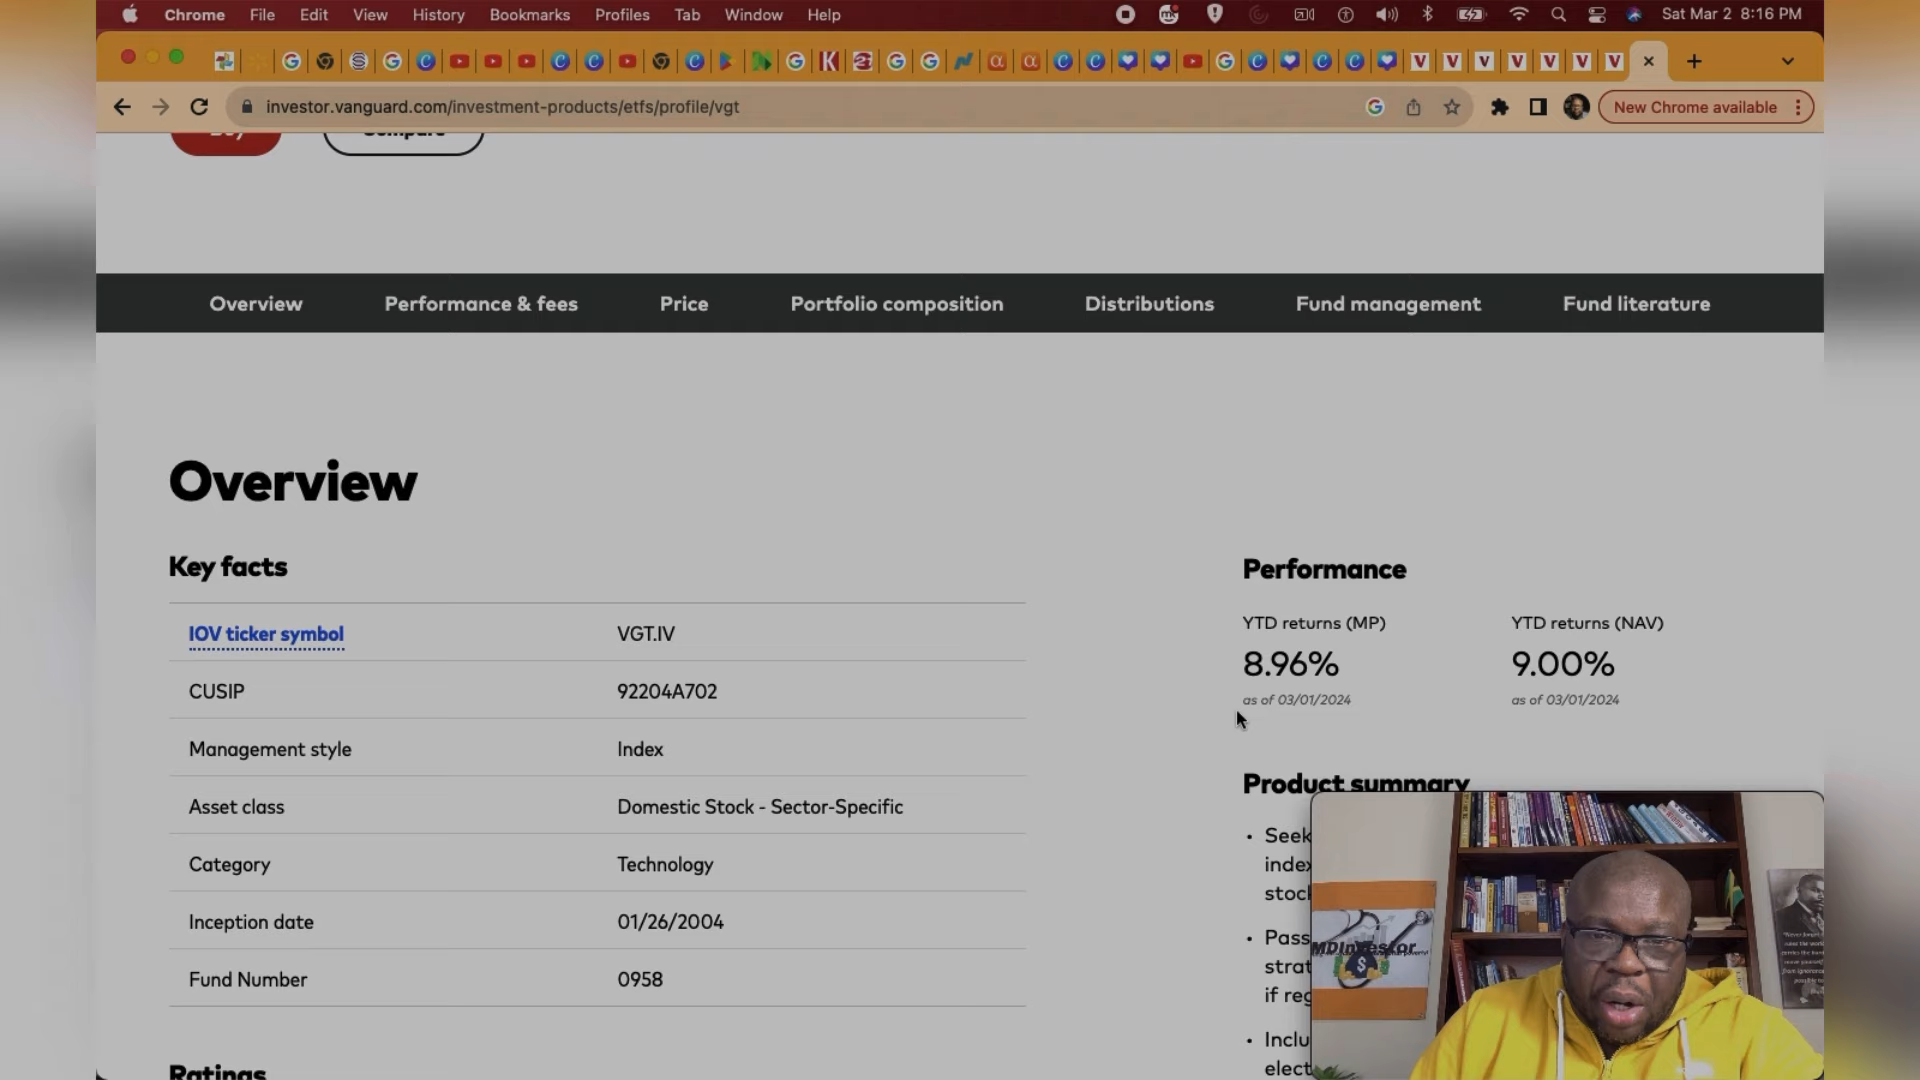 Chrome File Edit View History Bookmarks Profiles Tab Window Help Sat Mar 2 8:16 PM
investor.vanguard.com/investment-products/etfs/profile/vgt New Chrome available
Buy Compare
Overview Performance & fees Price Portfolio composition Distributions Fund management Fund literature
Overview
Key facts
IOV ticker symbol VGT.IV
CUSIP 92204A702
Management style Index
Asset class Domestic Stock - Sector-Specific
Category Technology
Inception date 01/26/2004
Fund Number 0958
Ratings
Performance
YTD returns (MP) YTD returns (NAV)
8.96% 9.00%
as of 03/01/2024 as of 03/01/2024
Product summary
• Seek
index
stoc
• Pass
strat
if reg
• Inclu
elect
MDInvestor